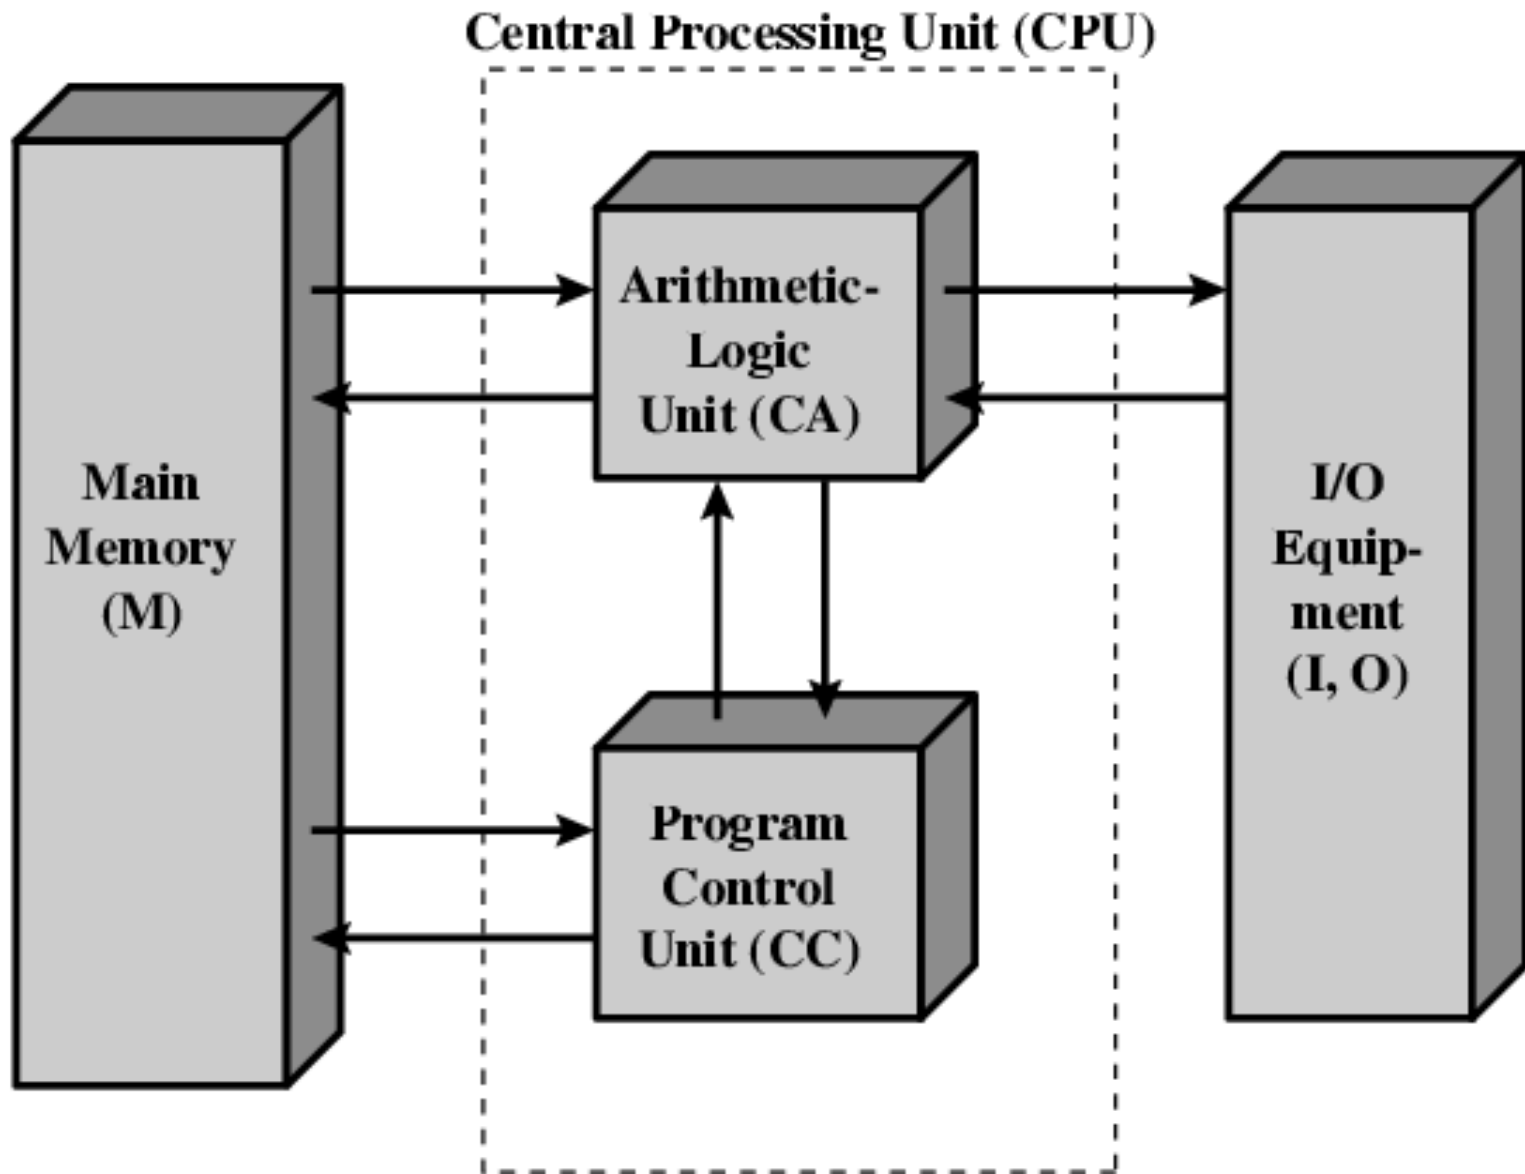 Central Processing Unit (CPU)
Main
Memory
(M)
Arithmetic-
Logic
Unit (CA)
Program
Control
Unit (CC)
I/O
Equip-
ment
(I, O)